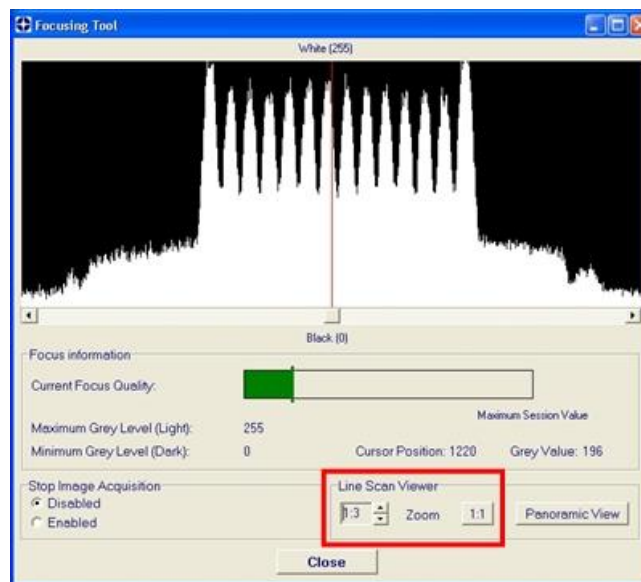 Focusing Tool
White (255)
Black (0)
Focus information
Current Focus Quality:
Maximum Session Value
Maximum Grey Level (Light): 255
Minimum Grey Level (Dark): 0 Cursor Position: 1220 Grey Value: 196
Stop Image Acquisition Line Scan Viewer
Disabled
Enabled
1:3 Zoom 1:1 Panoramic View
Close